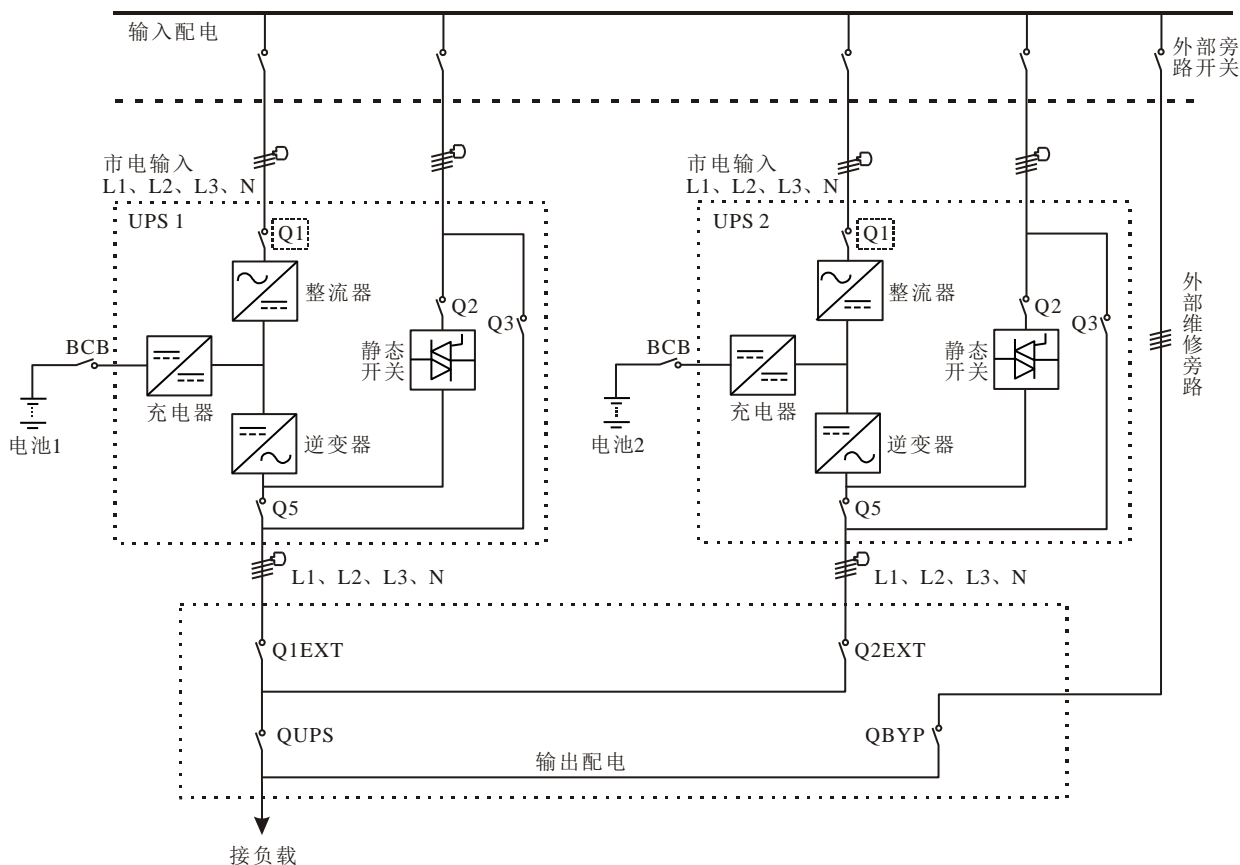 输入配电
外部旁
路开关
市电输入
L1、L2、L3、N
市电输入
L1、L2、L3、N
UPS 1
Q1
整流器
Q2
Q3
BCB
静态
开关
充电器
电池1
逆变器
Q5
UPS 2
Q1
整流器
Q2
Q3
BCB
静态
开关
充电器
电池2
逆变器
Q5
外部维修旁路
L1、L2、L3、N
L1、L2、L3、N
Q1EXT
Q2EXT
QUPS
QBYP
输出配电
接负载